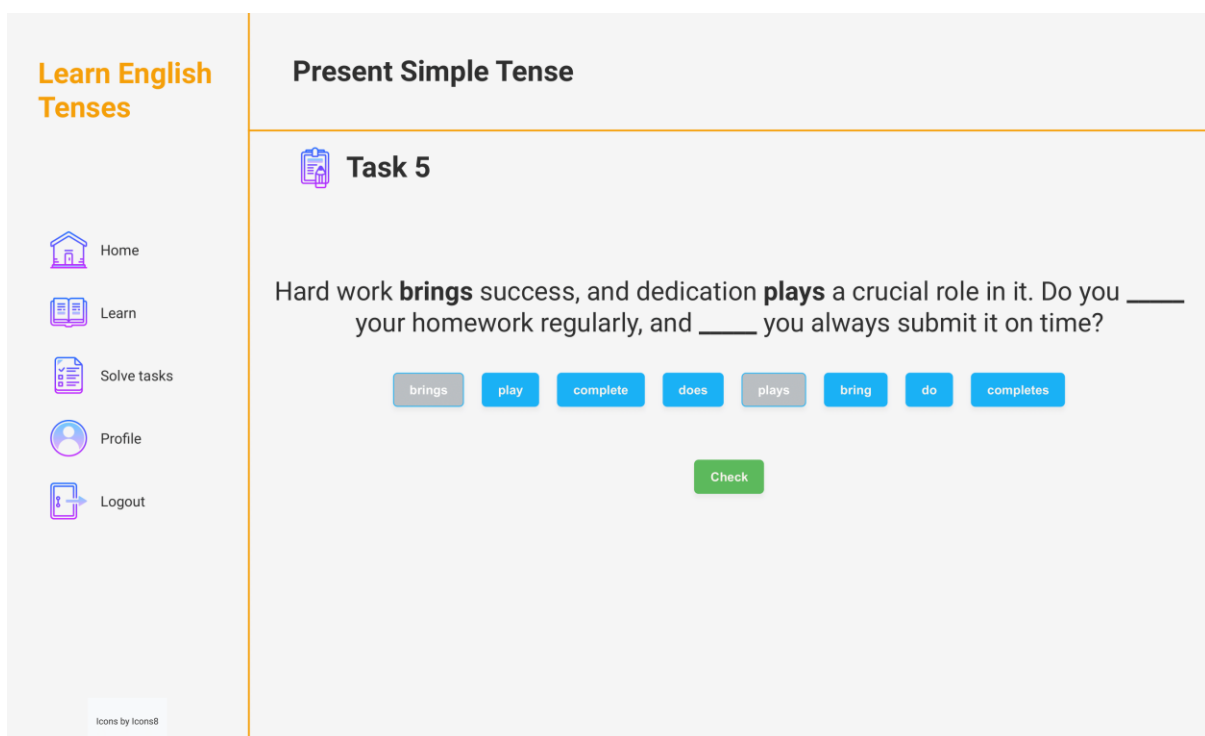 Learn English
Tenses
Present Simple Tense
Task 5
Home
Learn
Solve tasks
Profile
Logout
Hard work brings success, and dedication plays a crucial role in it. Do you _____
your homework regularly, and _____ you always submit it on time?
brings play complete does plays bring do completes
Check
Icons by Icons8